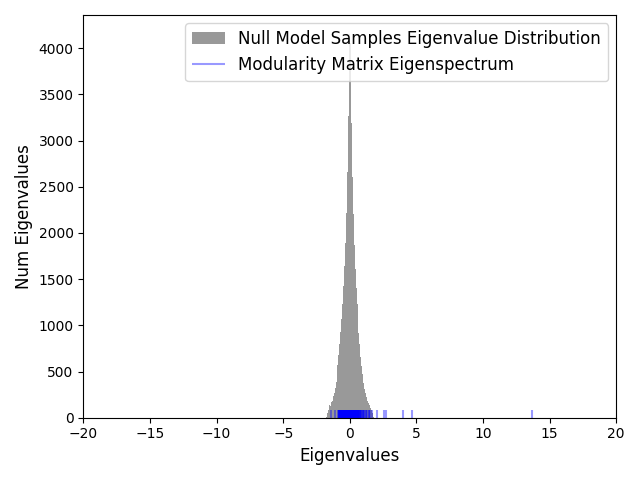 Null Model Samples Eigenvalue Distribution
Modularity Matrix Eigenspectrum
Num Eigenvalues
4000
3500
3000
2500
2000
1500
1000
500
0
−20 −15 −10 −5 0 5 10 15 20
Eigenvalues